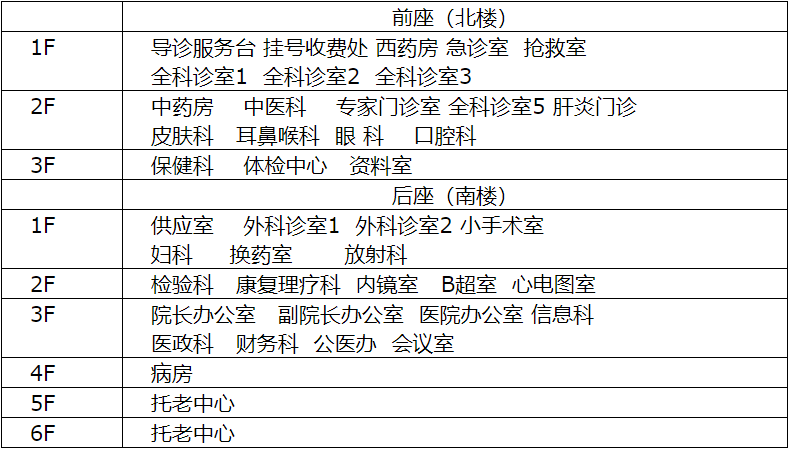 前座（北楼）
1F 导诊服务台 挂号收费处 西药房 急诊室 抢救室
全科诊室1 全科诊室2 全科诊室3
2F 中药房 中医科 专家门诊室 全科诊室5 肝炎门诊
皮肤科 耳鼻喉科 眼 科 口腔科
3F 保健科 体检中心 资料室
后座（南楼）
1F 供应室 外科诊室1 外科诊室2 小手术室
妇科 换药室 放射科
2F 检验科 康复理疗科 内镜室 B超室 心电图室
3F 院长办公室 副院长办公室 医院办公室 信息科
医政科 财务科 公医办 会议室
4F 病房
5F 托老中心
6F 托老中心